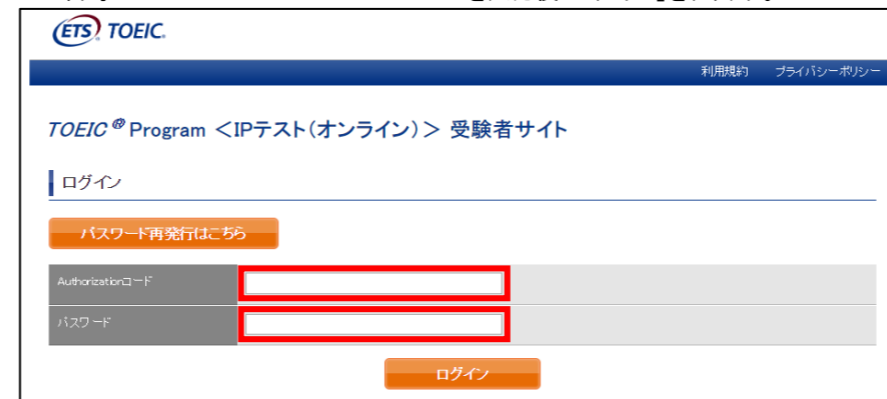 ETS TOEIC.
利用規約 プライバシーポリシー
TOEIC® Program ＜IPテスト(オンライン)＞ 受験者サイト
ログイン
パスワード再発行はこちら
Authorizationコード
パスワード
ログイン